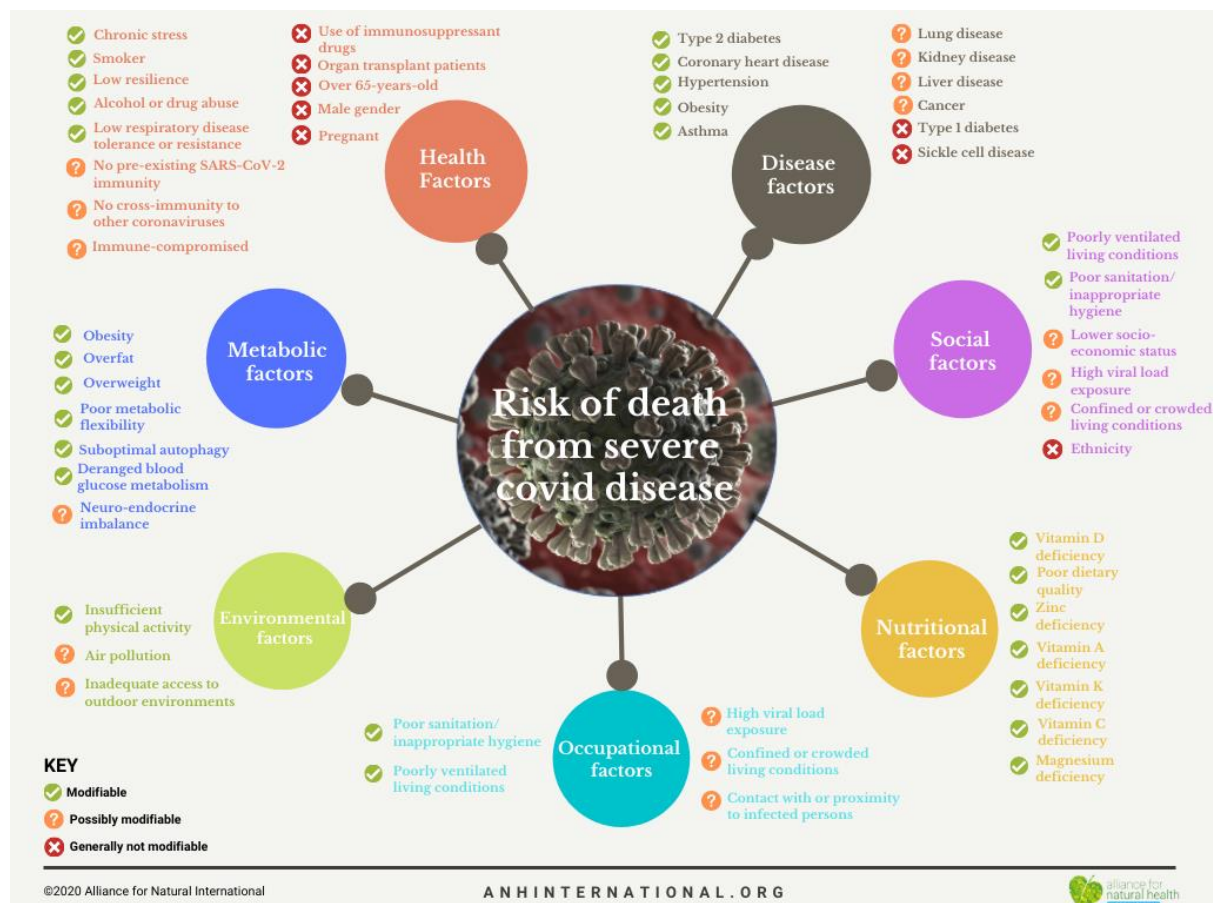 Chronic stress
Smoker
Low resilience
Alcohol or drug abuse
Low respiratory disease
tolerance or resistance
No pre-existing SARS-CoV-2
immunity
No cross-immunity to
other coronaviruses
Immune-compromised
Use of immunosuppressant
drugs
Organ transplant patients
Over 65-years-old
Male gender
Pregnant
Health
Factors
Type 2 diabetes
Coronary heart disease
Hypertension
Obesity
Asthma
Lung disease
Kidney disease
Liver disease
Cancer
Type 1 diabetes
Sickle cell disease
Disease
factors
Poorly ventilated
living conditions
Poor sanitation/
inappropriate
hygiene
Lower socio-
economic status
High viral load
exposure
Confined or crowded
living conditions
Ethnicity
Social
factors
Obesity
Overfat
Overweight
Poor metabolic
flexibility
Suboptimal autophagy
Deranged blood
glucose metabolism
Neuro-endocrine
imbalance
Metabolic
factors
Risk of death
from severe
covid disease
Insufficient
physical activity
Air pollution
Inadequate access to
outdoor environments
Environmental
factors
Vitamin D
deficiency
Poor dietary
quality
Zinc
deficiency
Vitamin A
deficiency
Vitamin K
deficiency
Vitamin C
deficiency
Magnesium
deficiency
Nutritional
factors
Poor sanitation/
inappropriate hygiene
Poorly ventilated
living conditions
Occupational
factors
High viral load
exposure
Confined or crowded
living conditions
Contact with or proximity
to infected persons
KEY
Modifiable
Possibly modifiable
Generally not modifiable
©2020 Alliance for Natural International
ANHINTERNATIONAL.ORG
alliance for
natural health